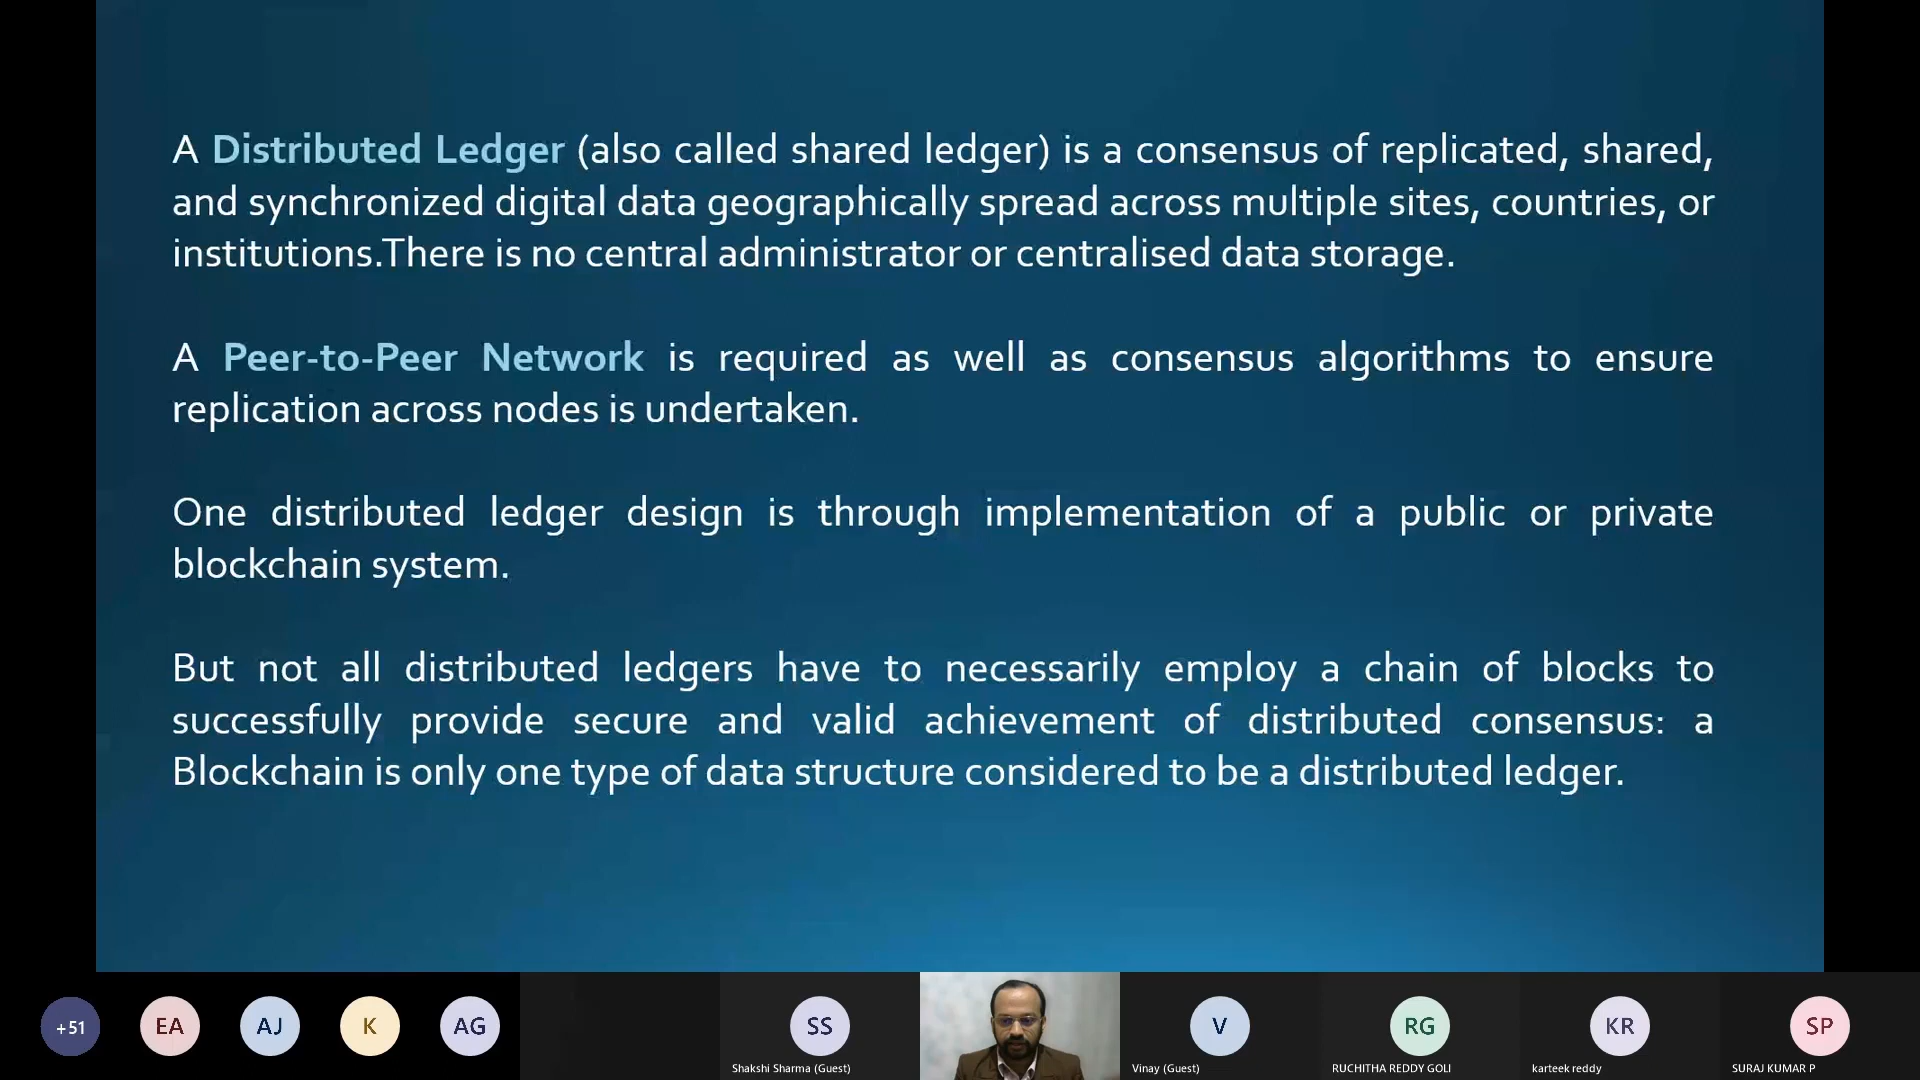 A Distributed Ledger (also called shared ledger) is a consensus of replicated, shared,
and synchronized digital data geographically spread across multiple sites, countries, or
institutions.There is no central administrator or centralised data storage.
A Peer-to-Peer Network is required as well as consensus algorithms to ensure
replication across nodes is undertaken.
One distributed ledger design is through implementation of a public or private
blockchain system.
But not all distributed ledgers have to necessarily employ a chain of blocks to
successfully provide secure and valid achievement of distributed consensus: a
Blockchain is only one type of data structure considered to be a distributed ledger.
+51
EA
AJ
K
AG
SS
V
RG
KR
SP
Shakshi Sharma (Guest)
Vinay (Guest)
RUCHITHA REDDY GOLI
karteek reddy
SURAJ KUMAR P